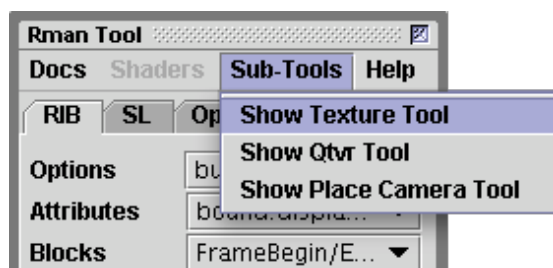 Rman Tool
Docs Shaders Sub-Tools Help
RIB SL Op
Show Texture Tool
Show Qtvr Tool
Show Place Camera Tool
Options bu
Attributes
Blocks FrameBegin/E...